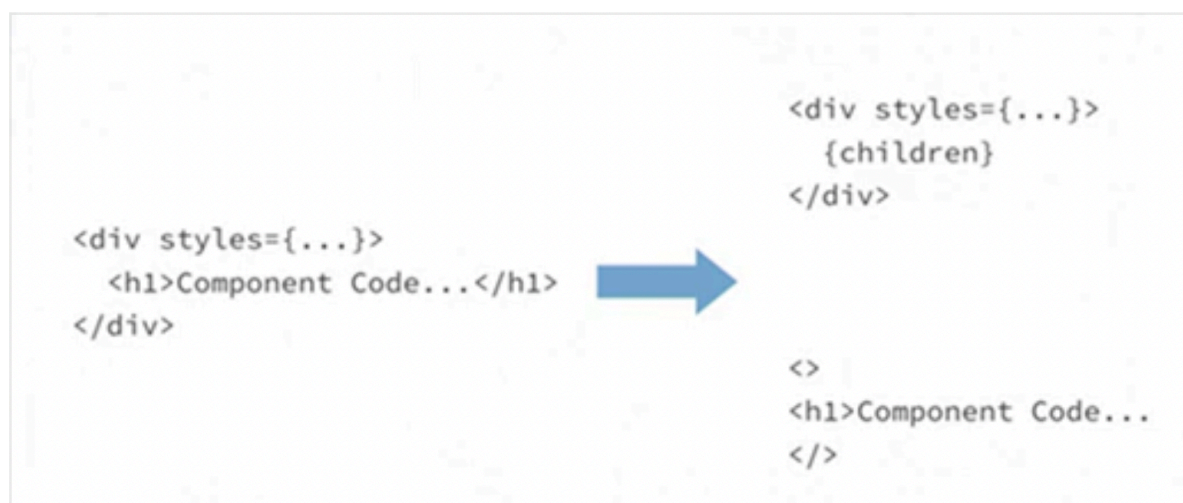 <div styles={...}>
  <h1>Component Code...</h1>
</div>
<div styles={...}>
  {children}
</div>
<>
<h1>Component Code...
</>